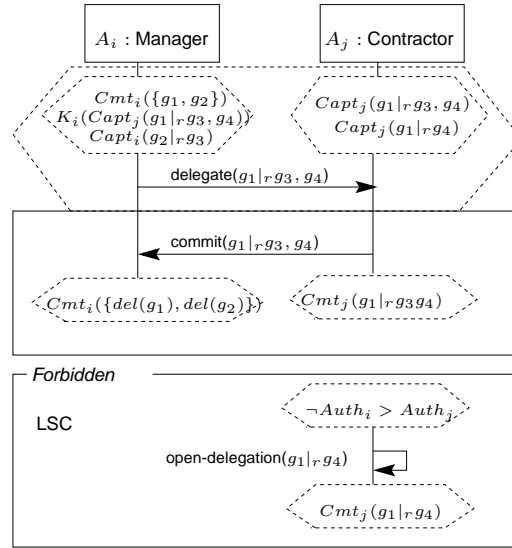 A_i : Manager
A_j : Contractor
Cmt_i({g_1, g_2})
K_i(Capt_j(g_1|_r g_3, g_4))
Capt_i(g_2|_r g_3)
Capt_j(g_1|_r g_3, g_4)
Capt_j(g_1|_r g_4)
delegate(g_1|_r g_3, g_4)
commit(g_1|_r g_3, g_4)
Cmt_i({del(g_1), del(g_2)})
Cmt_j(g_1|_r g_3 g_4)
Forbidden
LSC
¬Auth_i > Auth_j
open-delegation(g_1|_r g_4)
Cmt_j(g_1|_r g_4)